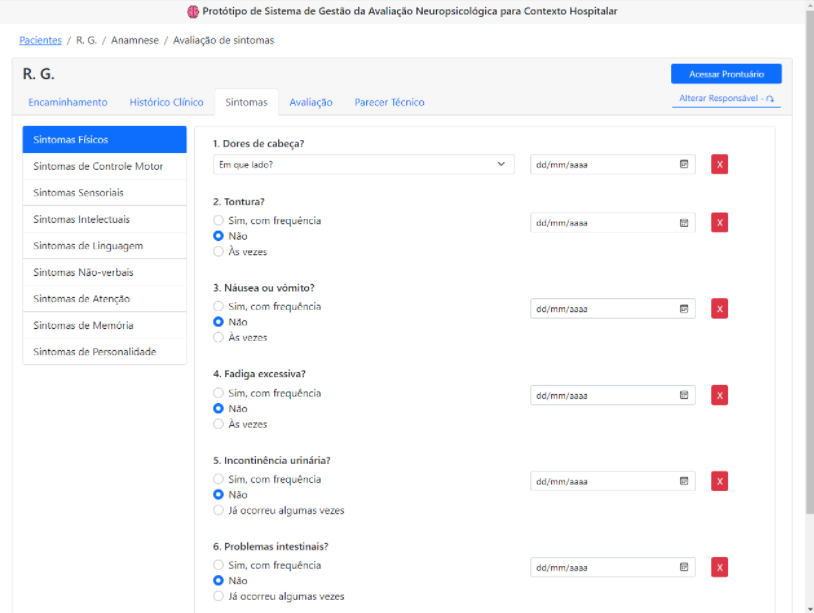 Protótipo de Sistema de Gestão da Avaliação Neuropsicológica para Contexto Hospitalar
Pacientes / R. G. / Anamnese / Avaliação de sintomas
R. G.
Acessar Prontuário
Encaminhamento Histórico Clínico Sintomas Avaliação Parecer Técnico
Alterar Responsável -
Sintomas Físicos
Sintomas de Controle Motor
Sintomas Sensoriais
Sintomas Intelectuais
Sintomas de Linguagem
Sintomas Não-verbais
Sintomas de Atenção
Sintomas de Memória
Sintomas de Personalidade
1. Dores de cabeça?
Em que lado? dd/mm/aaaa X
2. Tontura?
Sim, com frequência dd/mm/aaaa X
Não
Às vezes
3. Náusea ou vômito?
Sim, com frequência dd/mm/aaaa X
Não
Às vezes
4. Fadiga excessiva?
Sim, com frequência dd/mm/aaaa X
Não
Às vezes
5. Incontinência urinária?
Sim, com frequência dd/mm/aaaa X
Não
Já ocorreu algumas vezes
6. Problemas intestinais?
Sim, com frequência dd/mm/aaaa X
Não
Já ocorreu algumas vezes